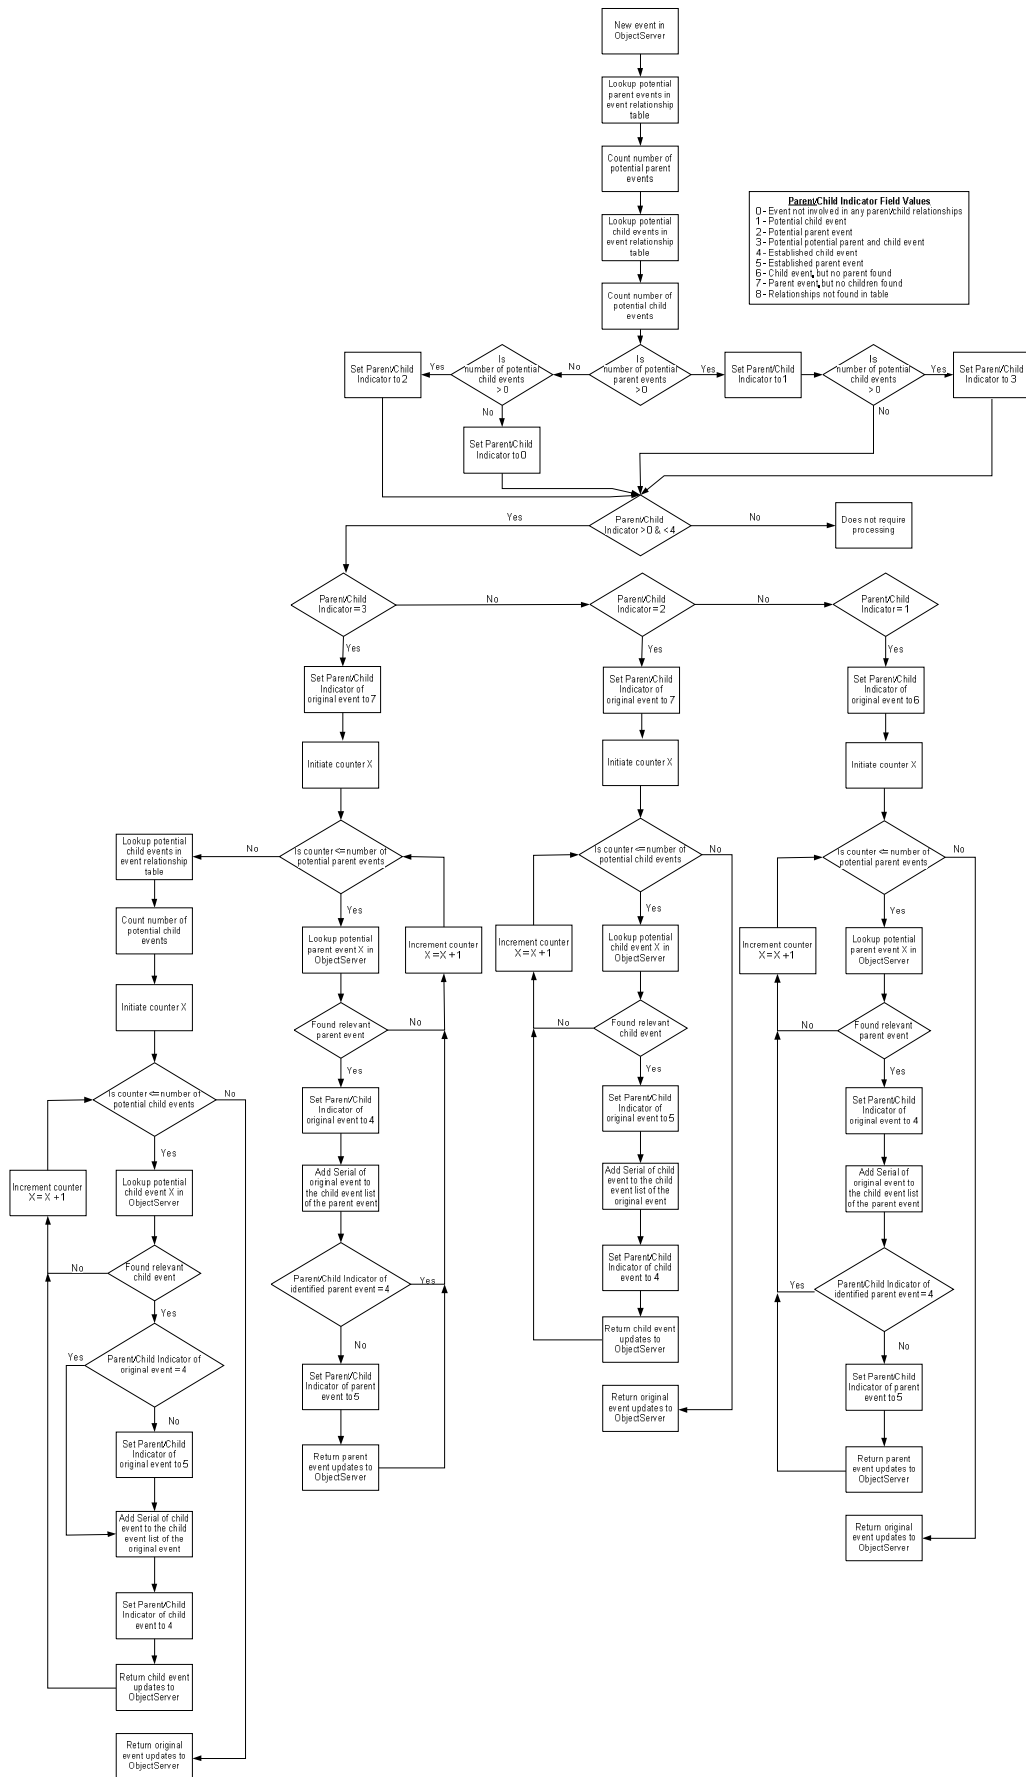 New event in
ObjectServer
Lookup potential
parent events in
event relationship
table
Count number of
potential parent
events
Lookup potential
child events in
event relationship
table
Count number of
potential child
events
Parent/Child Indicator Field Values
0 - Event not involved in any parent/child relationships
1 - Potential child event
2 - Potential parent event
3 - Potential potential parent and child event
4 - Established child event
5 - Established parent event
6 - Child event, but no parent found
7 - Parent event, but no children found
8 - Relationships not found in table
Set Parent/Child
Indicator to 2
Yes
Is
number of potential
child events
> 0
No
Is
number of potential
parent events
>0
Yes
Set Parent/Child
Indicator to 1
Is
number of potential
child events
> 0
Yes
Set Parent/Child
Indicator to 3
No
No
Set Parent/Child
Indicator to 0
Yes
Parent/Child
Indicator >0 & <4
No
Does not require
processing
Parent/Child
Indicator = 3
No
Parent/Child
Indicator = 2
No
Parent/Child
Indicator = 1
Yes
Yes
Yes
Set Parent/Child
Indicator of
original event to 7
Set Parent/Child
Indicator of
original event to 7
Set Parent/Child
Indicator of
original event to 6
Initiate counter X
Initiate counter X
Initiate counter X
Lookup potential
child events in
event relationship
table
No
Is counter <= number of
potential parent events
Is counter <= number of
potential child events
No
Is counter <= number of
potential parent events
No
Yes
Yes
Yes
Count number of
potential child
events
Lookup potential
parent event X in
ObjectServer
Increment counter
X = X + 1
Increment counter
X = X + 1
Lookup potential
child event X in
ObjectServer
Increment counter
X = X + 1
Lookup potential
parent event X in
ObjectServer
Initiate counter X
Found relevant
parent event
No
No
Found relevant
child event
No
Found relevant
parent event
Yes
Yes
Yes
Is counter <= number of
potential child events
No
Set Parent/Child
Indicator of
original event to 4
Set Parent/Child
Indicator of
original event to 5
Set Parent/Child
Indicator of
original event to 4
Yes
Increment counter
X = X + 1
Lookup potential
child event X in
ObjectServer
Add Serial of
original event to
the child event list
of the parent event
Add Serial of child
event to the child
event list of the
original event
Add Serial of
original event to
the child event list
of the parent event
No
Found relevant
child event
Parent/Child Indicator of
identified parent event = 4
Yes
Set Parent/Child
Indicator of child
event to 4
Yes
Parent/Child Indicator of
identified parent event = 4
Yes
No
Return child event
updates to
ObjectServer
No
Yes
Parent/Child Indicator of
original event = 4
Set Parent/Child
Indicator of parent
event to 5
Return original
event updates to
ObjectServer
Set Parent/Child
Indicator of parent
event to 5
No
Set Parent/Child
Indicator of
original event to 5
Return parent
event updates to
ObjectServer
Return parent
event updates to
ObjectServer
Add Serial of child
event to the child
event list of the
original event
Return original
event updates to
ObjectServer
Set Parent/Child
Indicator of child
event to 4
Return child event
updates to
ObjectServer
Return original
event updates to
ObjectServer